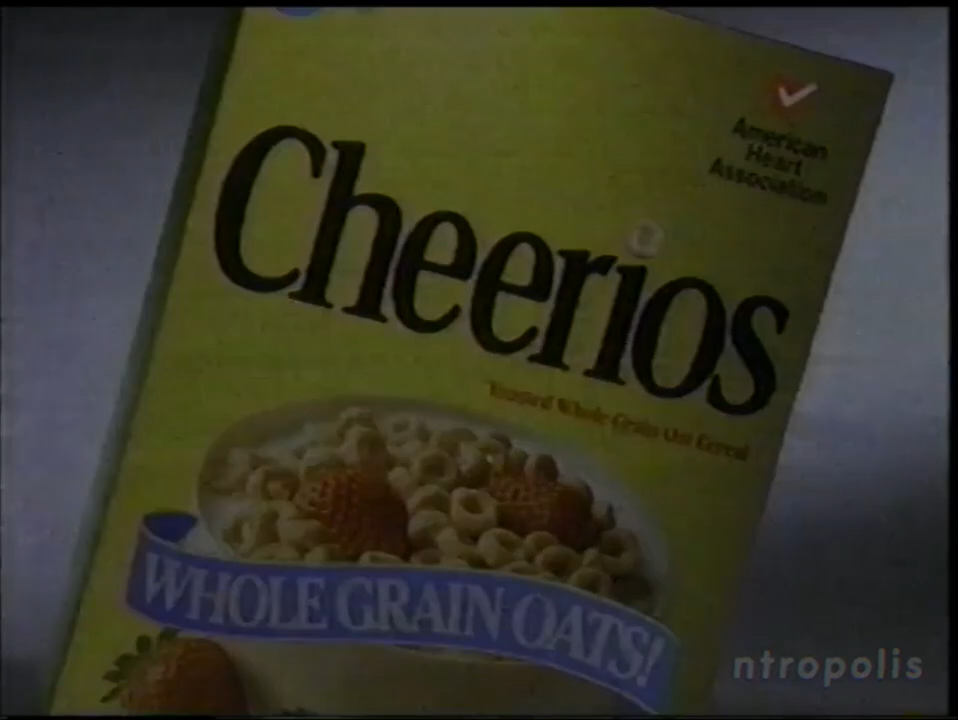 American
Heart
Association
Cheerios
Toasted Whole Grain Oat Cereal
WHOLE GRAIN OATS!
ntropolis